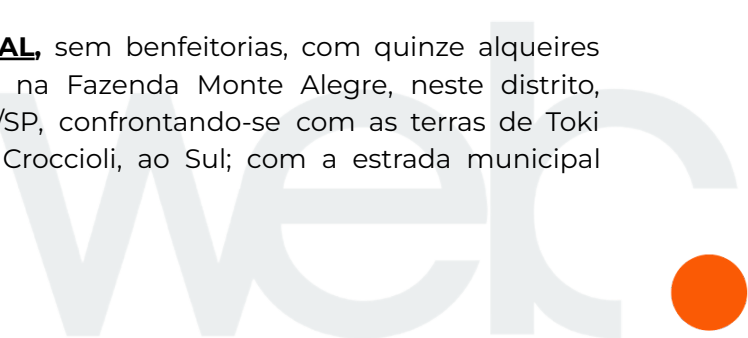 AL, sem benfeitorias, com quinze alqueires
na Fazenda Monte Alegre, neste distrito,
/SP, confrontando-se com as terras de Toki
Croccioli, ao Sul; com a estrada municipal
web.